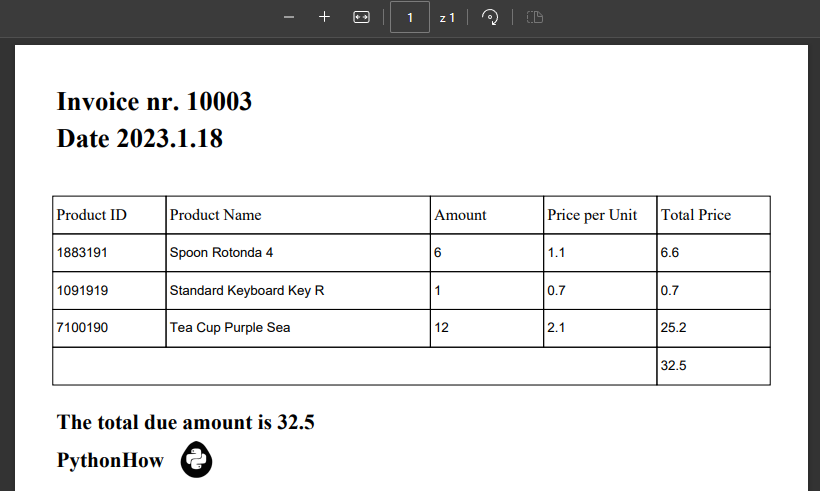 1 z 1
Invoice nr. 10003
Date 2023.1.18
Product ID Product Name Amount Price per Unit Total Price
1883191 Spoon Rotonda 4 6 1.1 6.6
1091919 Standard Keyboard Key R 1 0.7 0.7
7100190 Tea Cup Purple Sea 12 2.1 25.2
32.5
The total due amount is 32.5
PythonHow